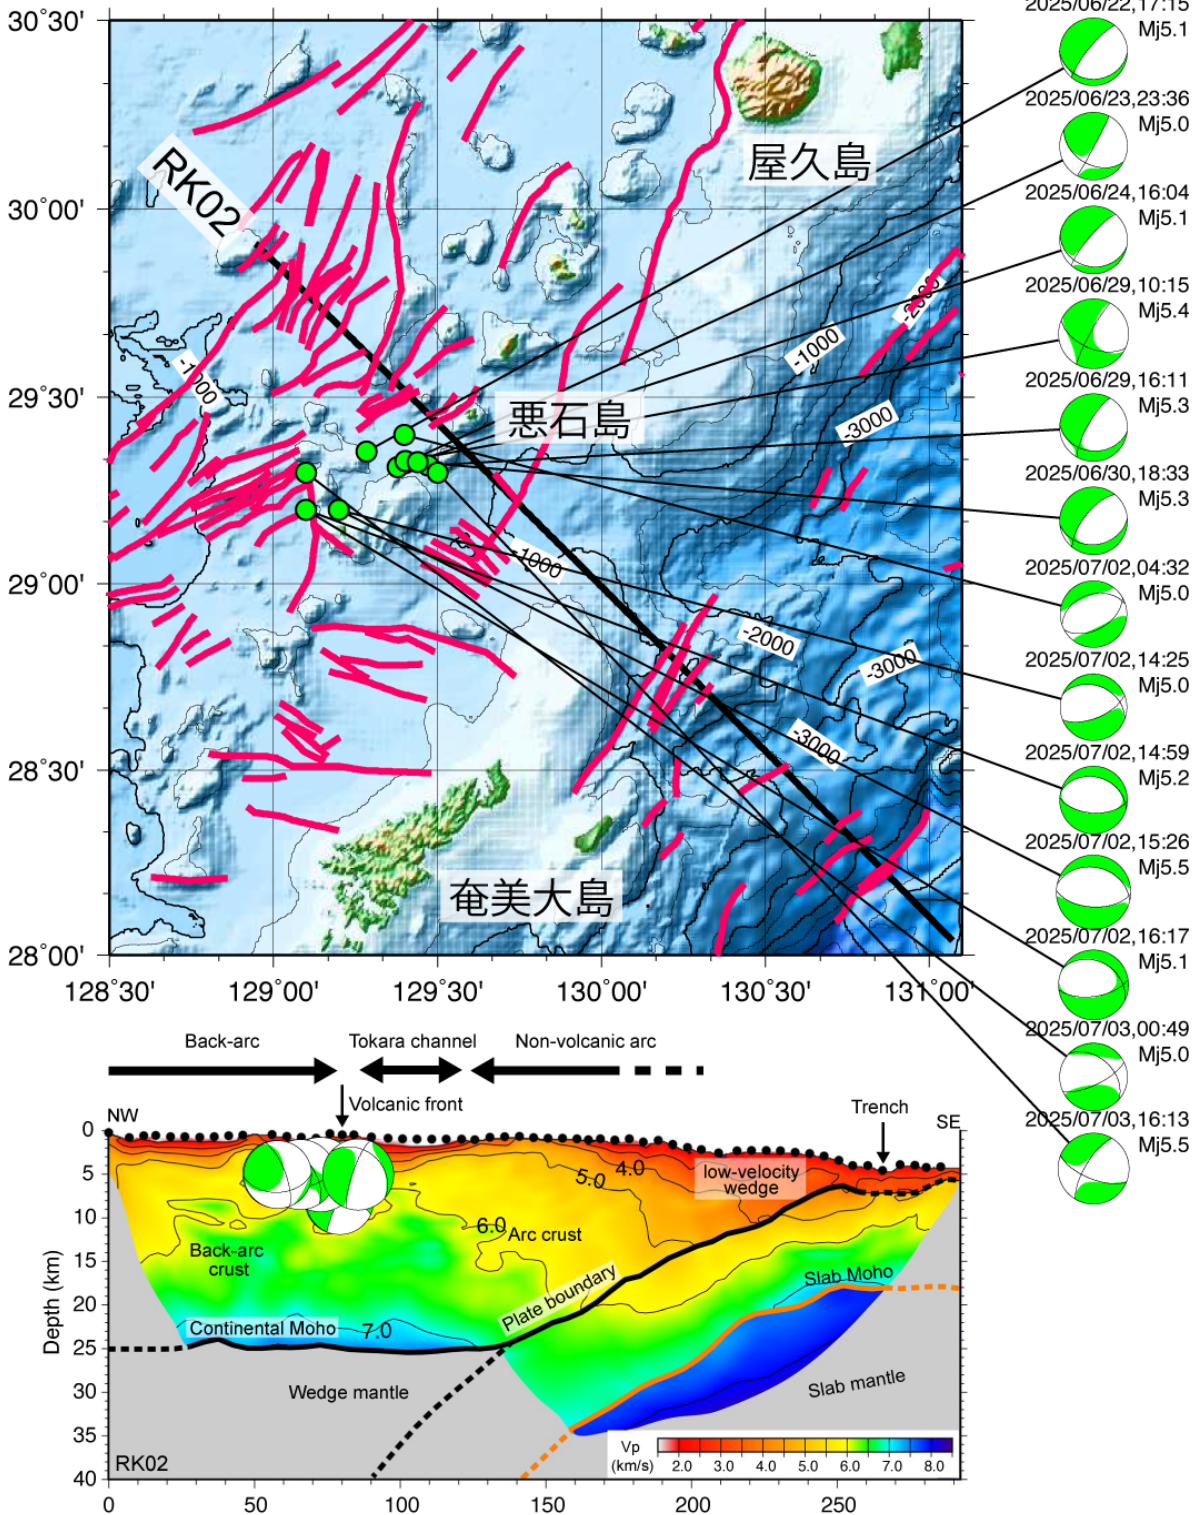 2025/06/22,17:15
Mj5.1
2025/06/23,23:36
Mj5.0
2025/06/24,16:04
Mj5.1
2025/06/29,10:15
Mj5.4
2025/06/29,16:11
Mj5.3
2025/06/30,18:33
Mj5.3
2025/07/02,04:32
Mj5.0
2025/07/02,14:25
Mj5.0
2025/07/02,14:59
Mj5.2
2025/07/02,15:26
Mj5.5
2025/07/02,16:17
Mj5.1
2025/07/03,00:49
Mj5.0
2025/07/03,16:13
Mj5.5
30˚30'
30˚00'
29˚30'
29˚00'
28˚30'
28˚00'
RK02
屋久島
-2000
-1000
-1000
悪石島
-3000
-1000
-2000
-3000
-3000
奄美大島
128˚30' 129˚00' 129˚30' 130˚00' 130˚30' 131˚00'
Back-arc Tokara channel Non-volcanic arc
Volcanic front
Trench
NW SE
0
5
10
15
20
25
30
35
40
Depth (km)
4.0
5.0
low-velocity
wedge
6.0
Arc crust
Back-arc
crust
Plate boundary
Slab Moho
Continental Moho
7.0
Wedge mantle
Slab mantle
Vp
(km/s)
2.0 3.0 4.0 5.0 6.0 7.0 8.0
RK02
0 50 100 150 200 250